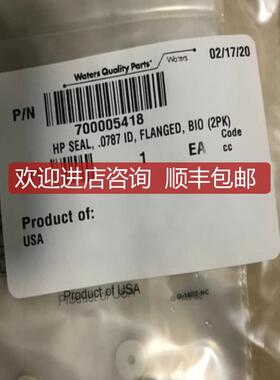 Waters Quality Parts™
Waters
02/17/20
P/N
700005418
HP SEAL, .0787 ID, FLANGED, BIO (2PK)
1
EA
Code
cc
欢迎进店咨询 顺丰包邮
Product of:
USA
Product of USA